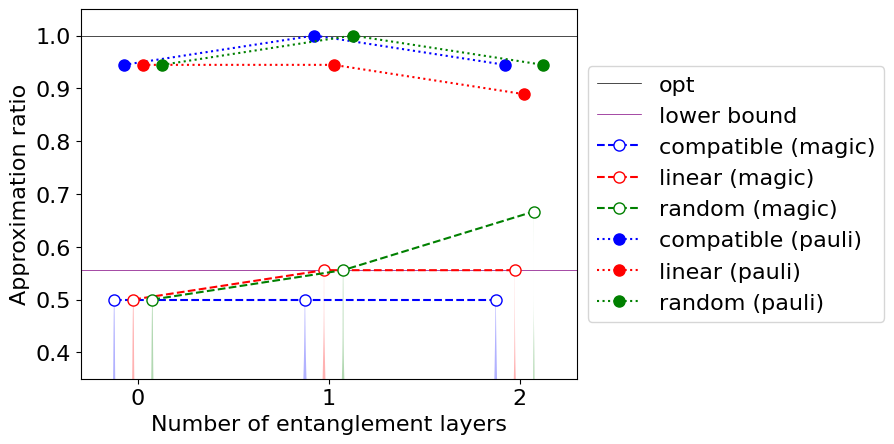 1.0
0.9
0.8
0.7
0.6
0.5
0.4
Approximation ratio
0
1
2
Number of entanglement layers
opt
lower bound
compatible (magic)
linear (magic)
random (magic)
compatible (pauli)
linear (pauli)
random (pauli)